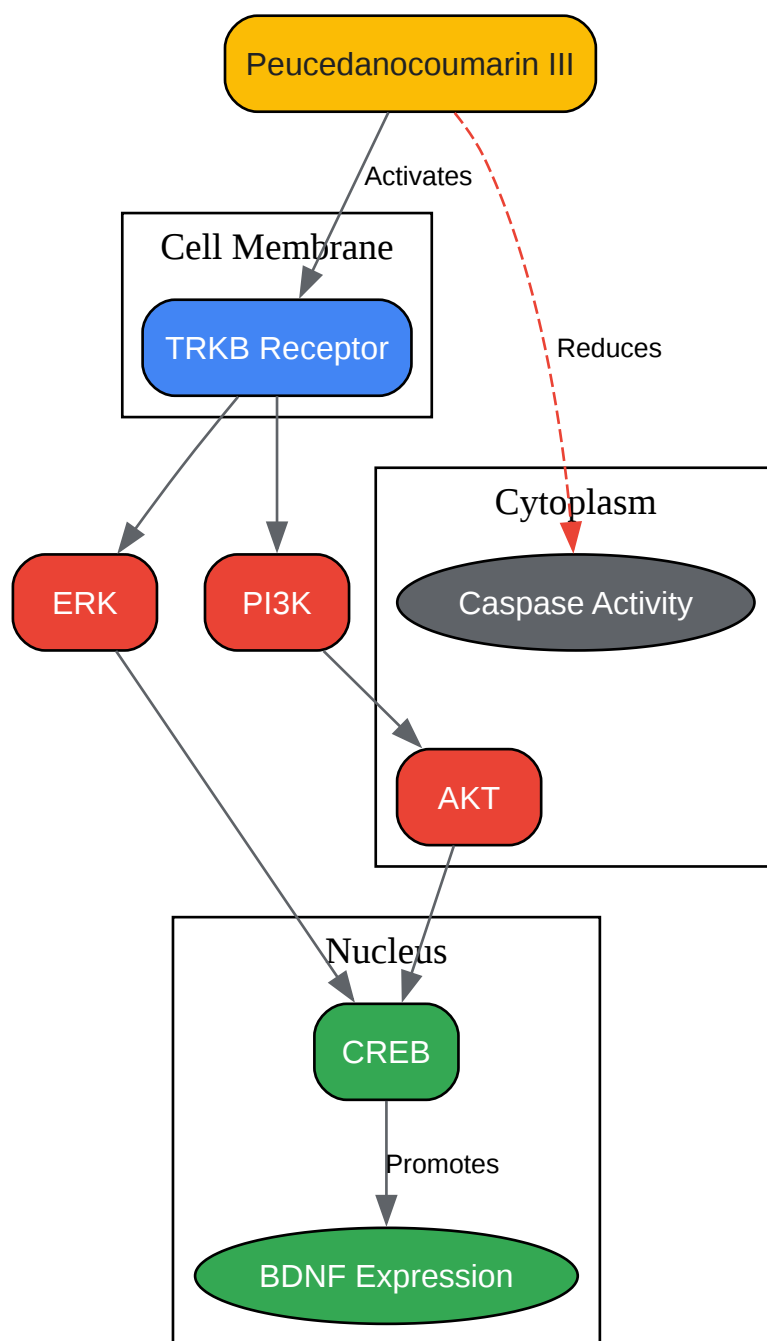 Peucedanocoumarin III
Activates
Cell Membrane
TRKB Receptor
Reduces
Cytoplasm
ERK
PI3K
Caspase Activity
AKT
Nucleus
CREB
Promotes
BDNF Expression